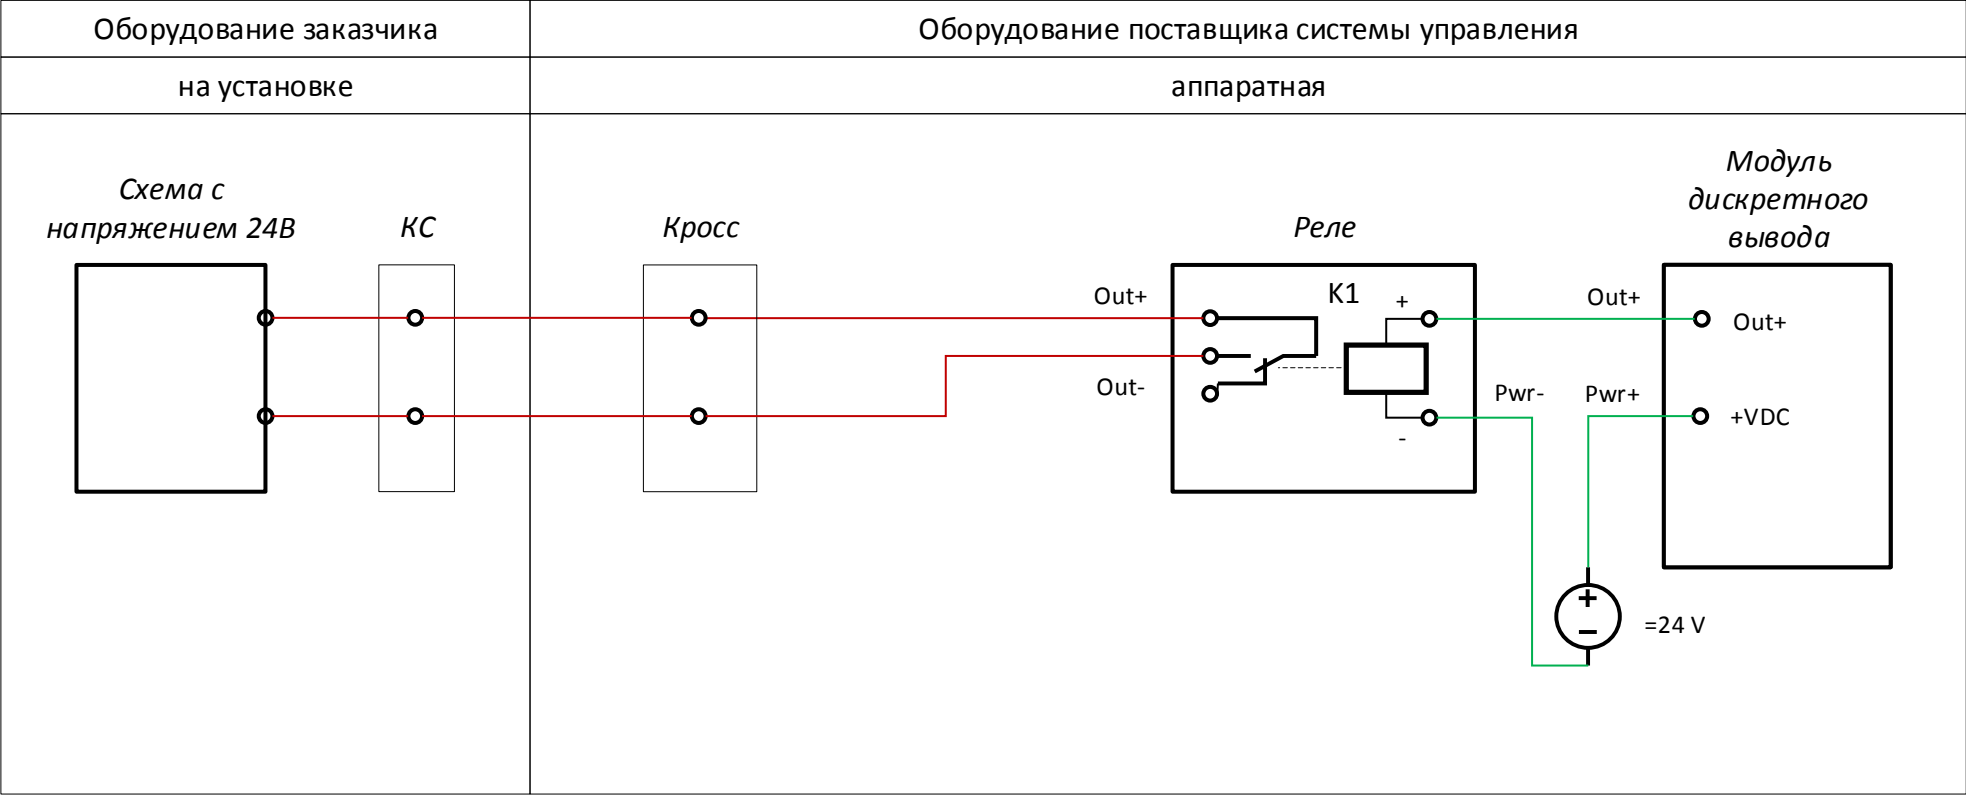 Оборудование заказчика
Оборудование поставщика системы управления
на установке
аппаратная
Схема с
напряжением 24В
КС
Кросс
Реле
Модуль
дискретного
вывода
Out+
Out-
K1
+
-
Out+
Pwr-
Pwr+
Out+
+VDC
+
−
=24 V